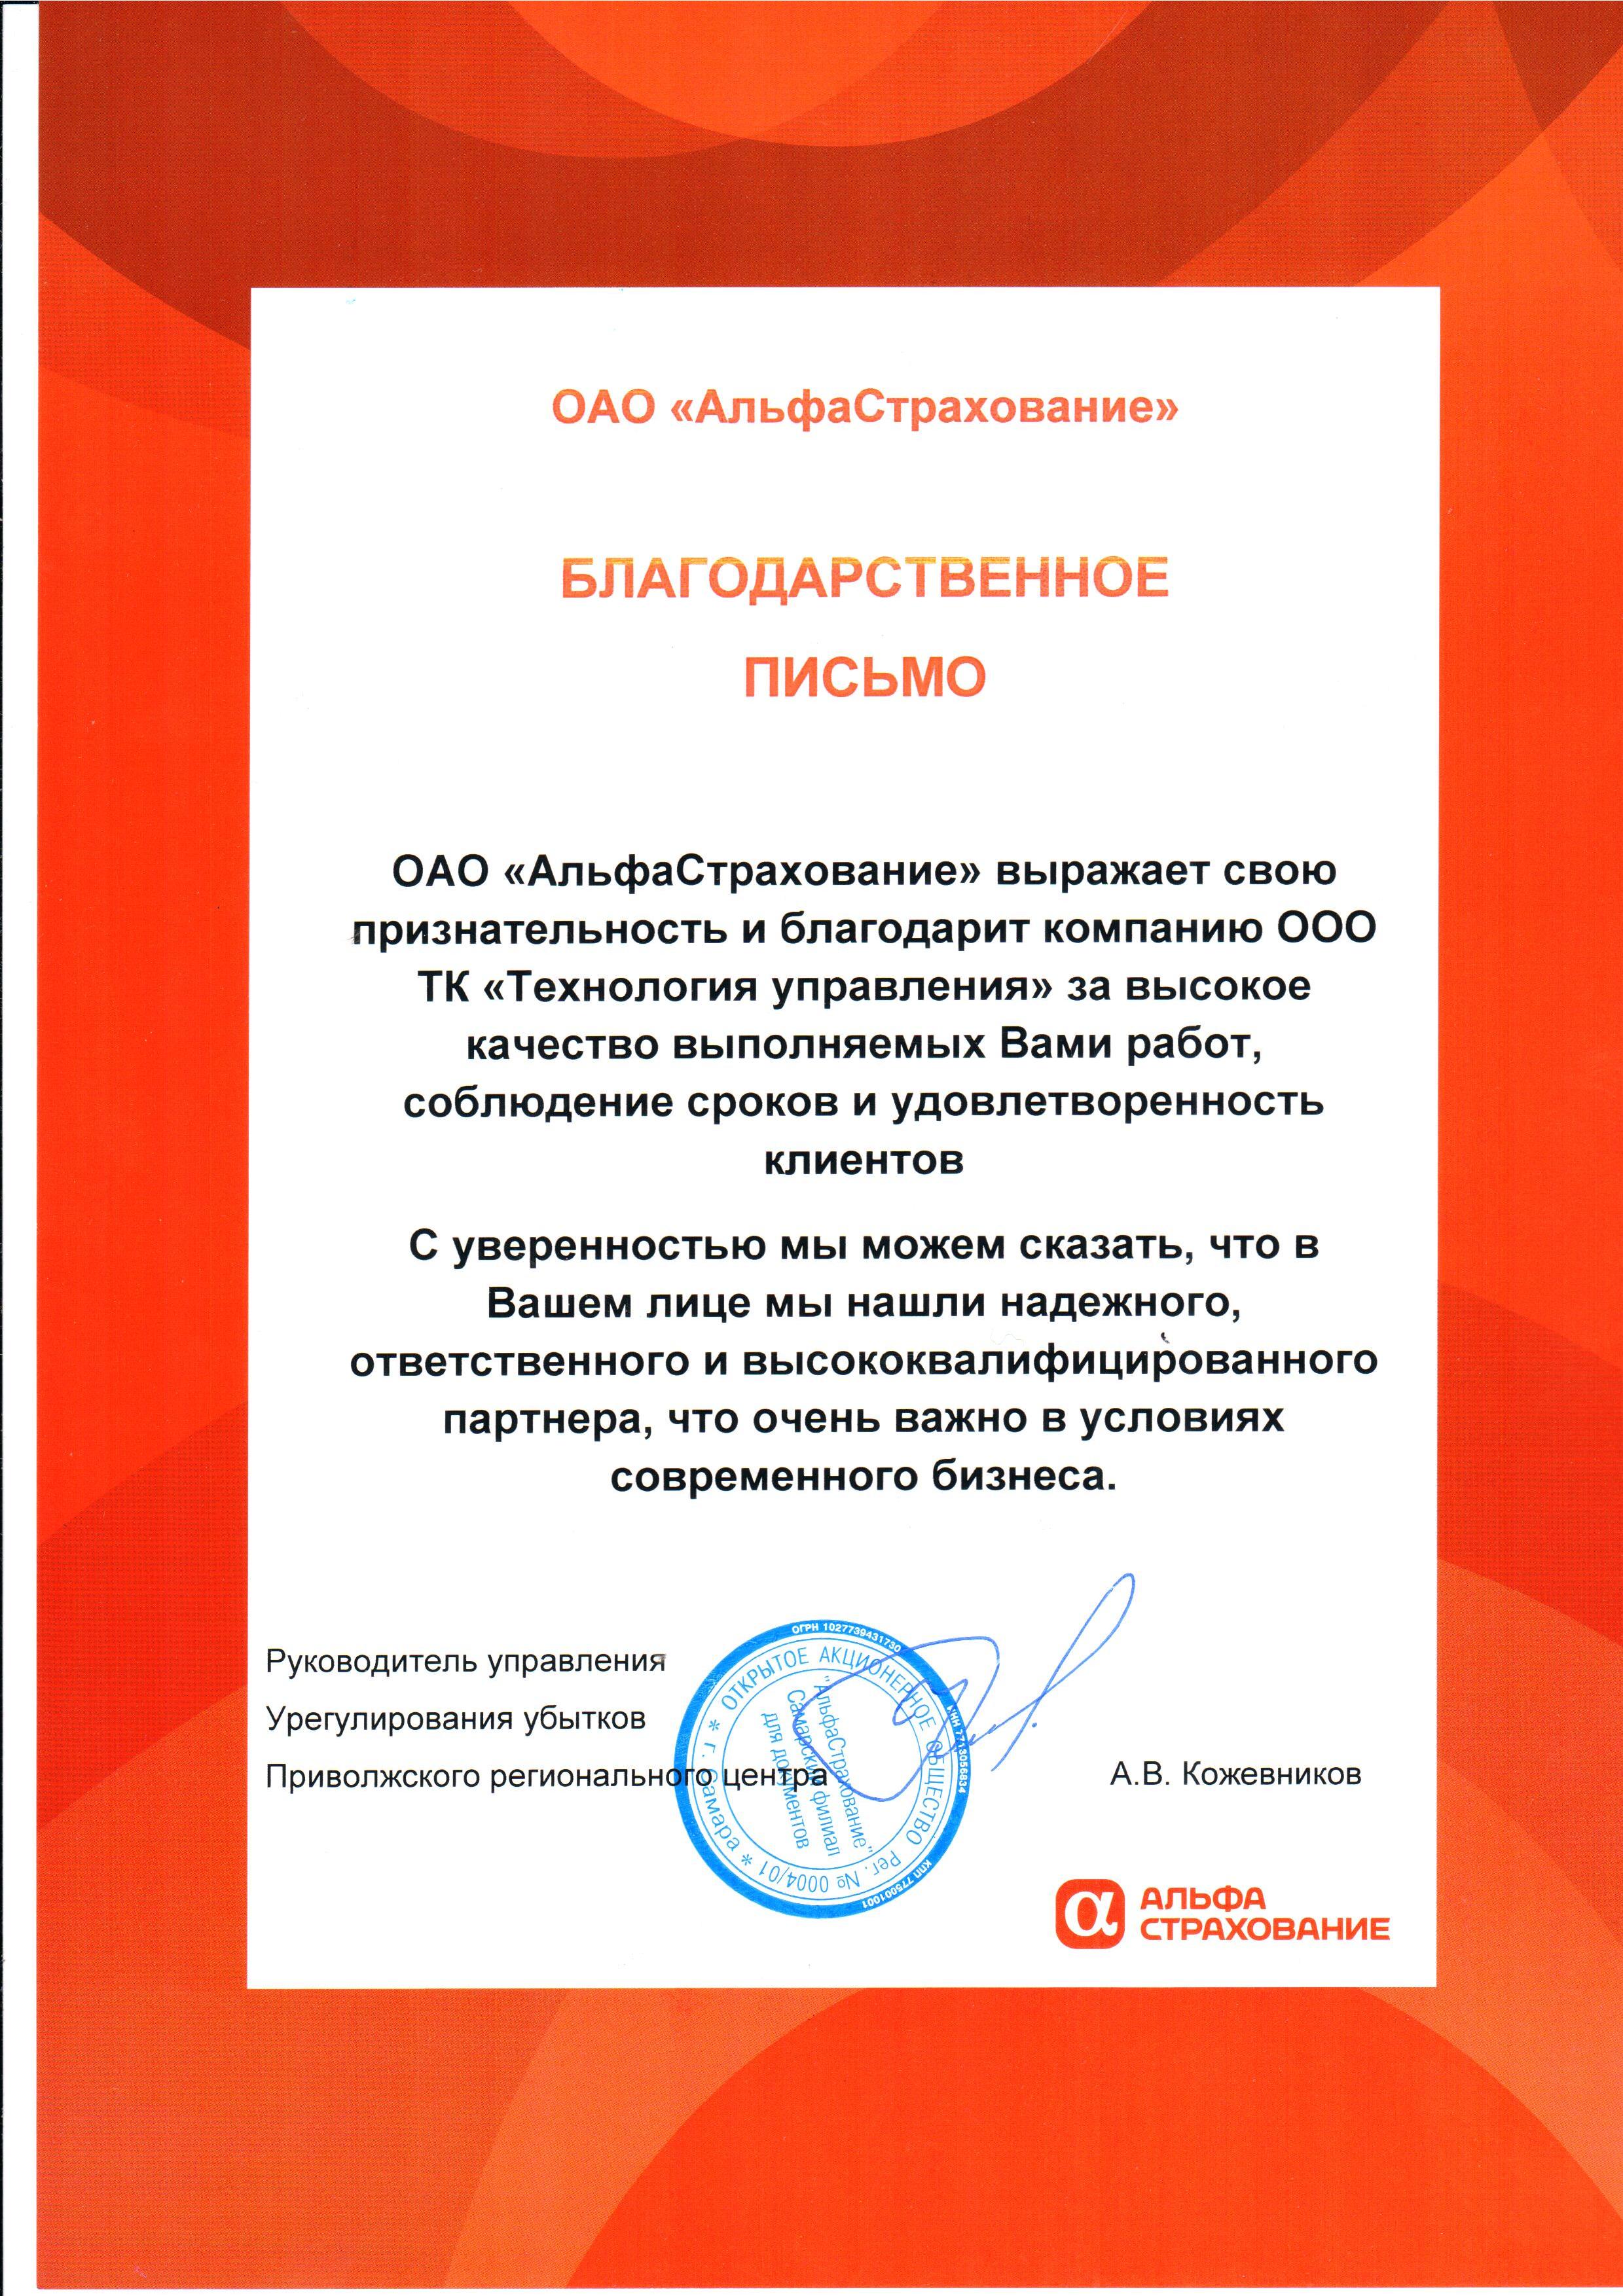 ОАО «АльфаСтрахование»
БЛАГОДАРСТВЕННОЕ
ПИСЬМО
ОАО «АльфаСтрахование» выражает свою
признательность и благодарит компанию ООО
ТК «Технология управления» за высокое
качество выполняемых Вами работ,
соблюдение сроков и удовлетворенность
клиентов
С уверенностью мы можем сказать, что в
Вашем лице мы нашли надежного,
ответственного и высококвалифицированного
партнера, что очень важно в условиях
современного бизнеса.
Руководитель управления
Урегулирования убытков
Приволжского регионального центра
А.В. Кожевников
ОГРН 1027739431730
ИНН 7713056834
КПП 775001001
ОТКРЫТОЕ АКЦИОНЕРНОЕ ОБЩЕСТВО Рег. № 0004/01
* г. Самара *
"АльфаСтрахование"
Самарский филиал
для документов
АЛЬФА
СТРАХОВАНИЕ